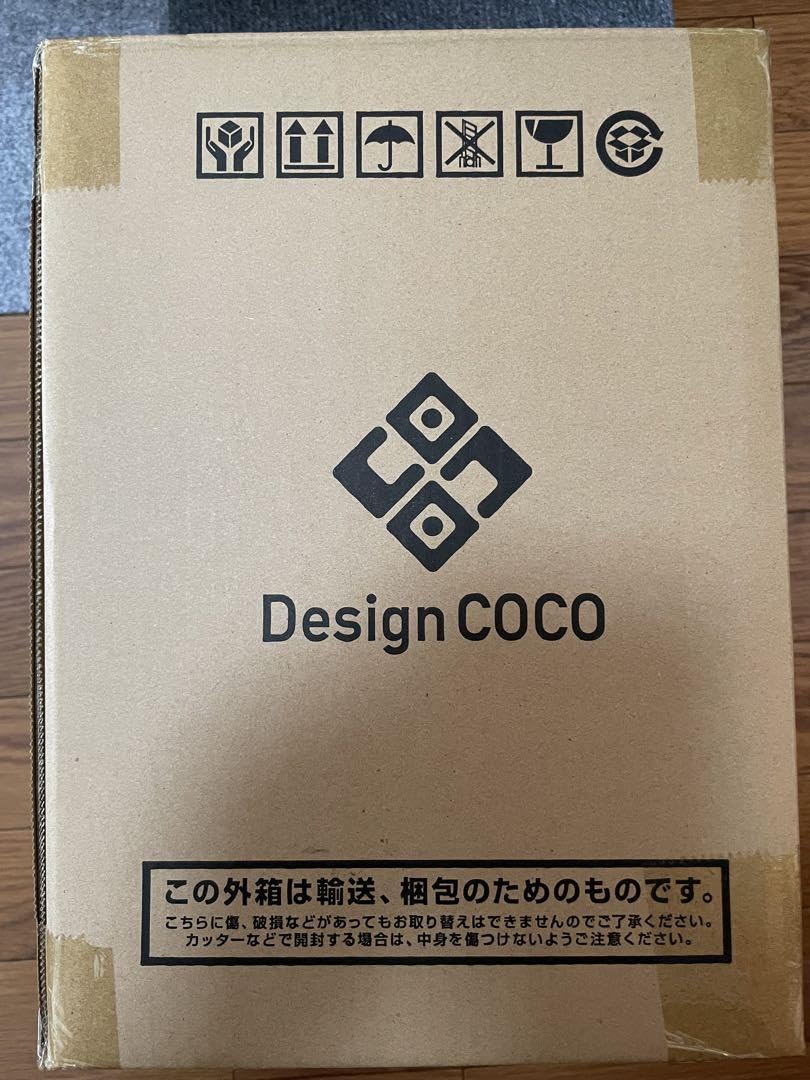 Design COCO
この外箱は輸送、梱包のためのものです。
こちらに傷、破損などがあってもお取り替えはできませんのでご了承ください。
カッターなどで開封する場合は、中身を傷つけないようご注意ください。